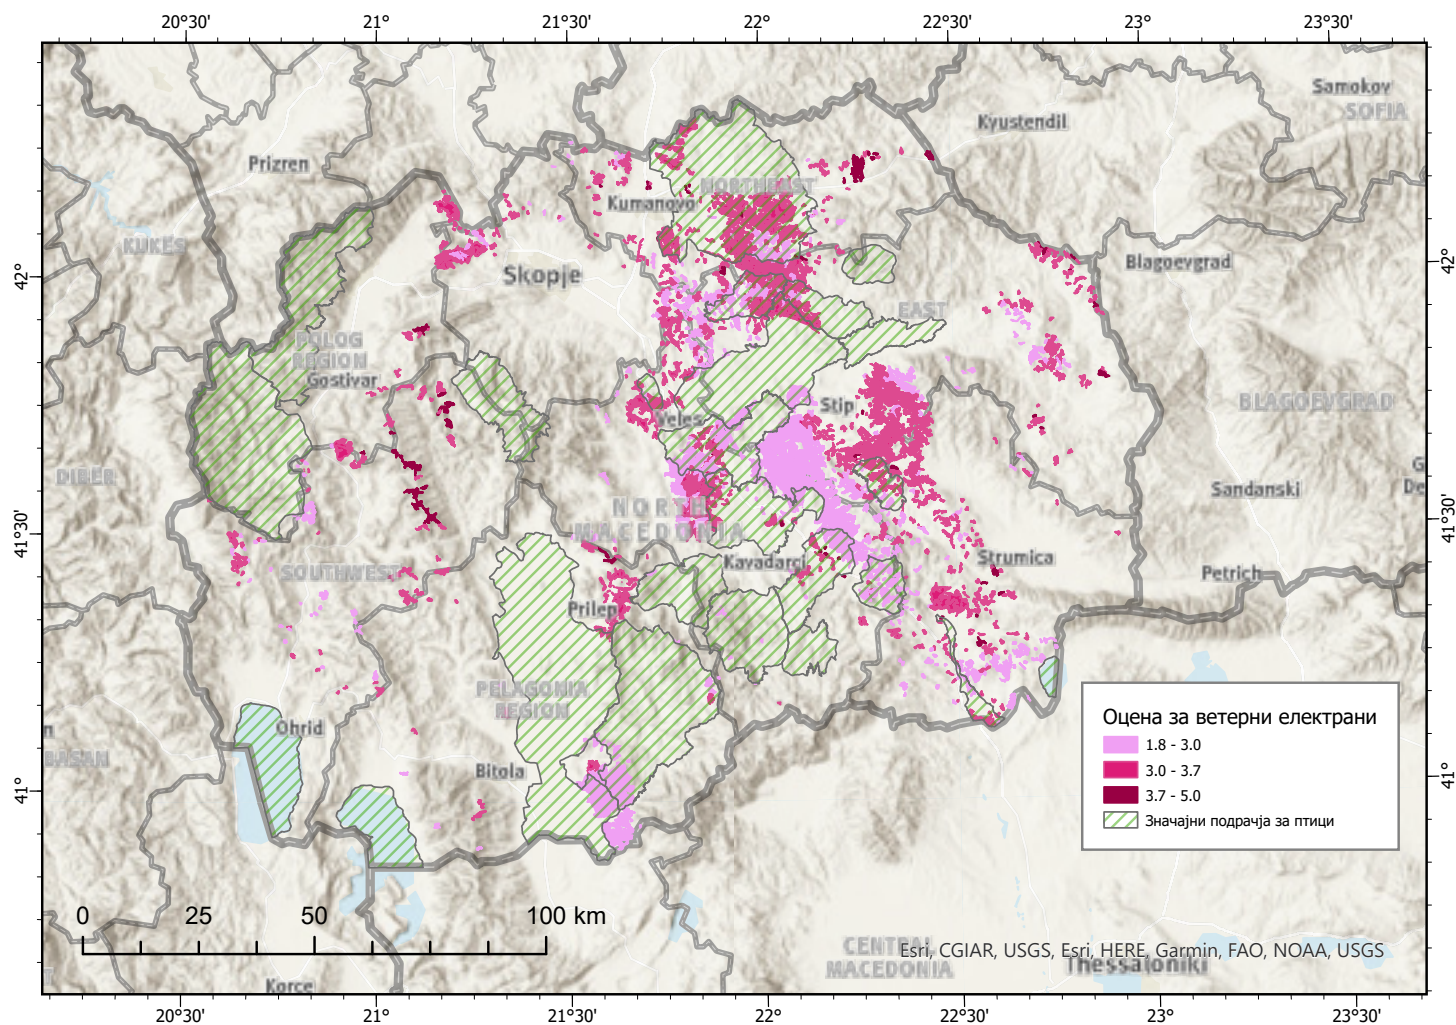 20°30' 21° 21°30' 22° 22°30' 23° 23°30'
Samokov
SOFIA
Kyustendil
Prizren
NORTHEAST
Kumanovo
KUKËS
42°
42°
Skopje
Blagoevgrad
EAST
POLOG
REGION
Gostivar
Stip
BLAGOEVGRAD
Veles
DIBER
Sandanski
NORTH
MACEDONIA
41°30'
41°30'
Kavadarci
Strumica
SOUTHWEST
Petrich
Prilep
PELAGONIA
REGION
Ohrid
Bitola
41°
41°
Оцена за ветерни електрани
1.8 - 3.0
3.0 - 3.7
3.7 - 5.0
Значајни подрачја за птици
0 25 50 100 km
CENTRAL
MACEDONIA
Esri, CGIAR, USGS, Esri, HERE, Garmin, FAO, NOAA, USGS
Thessaloniki
Korce
20°30' 21° 21°30' 22° 22°30' 23° 23°30'